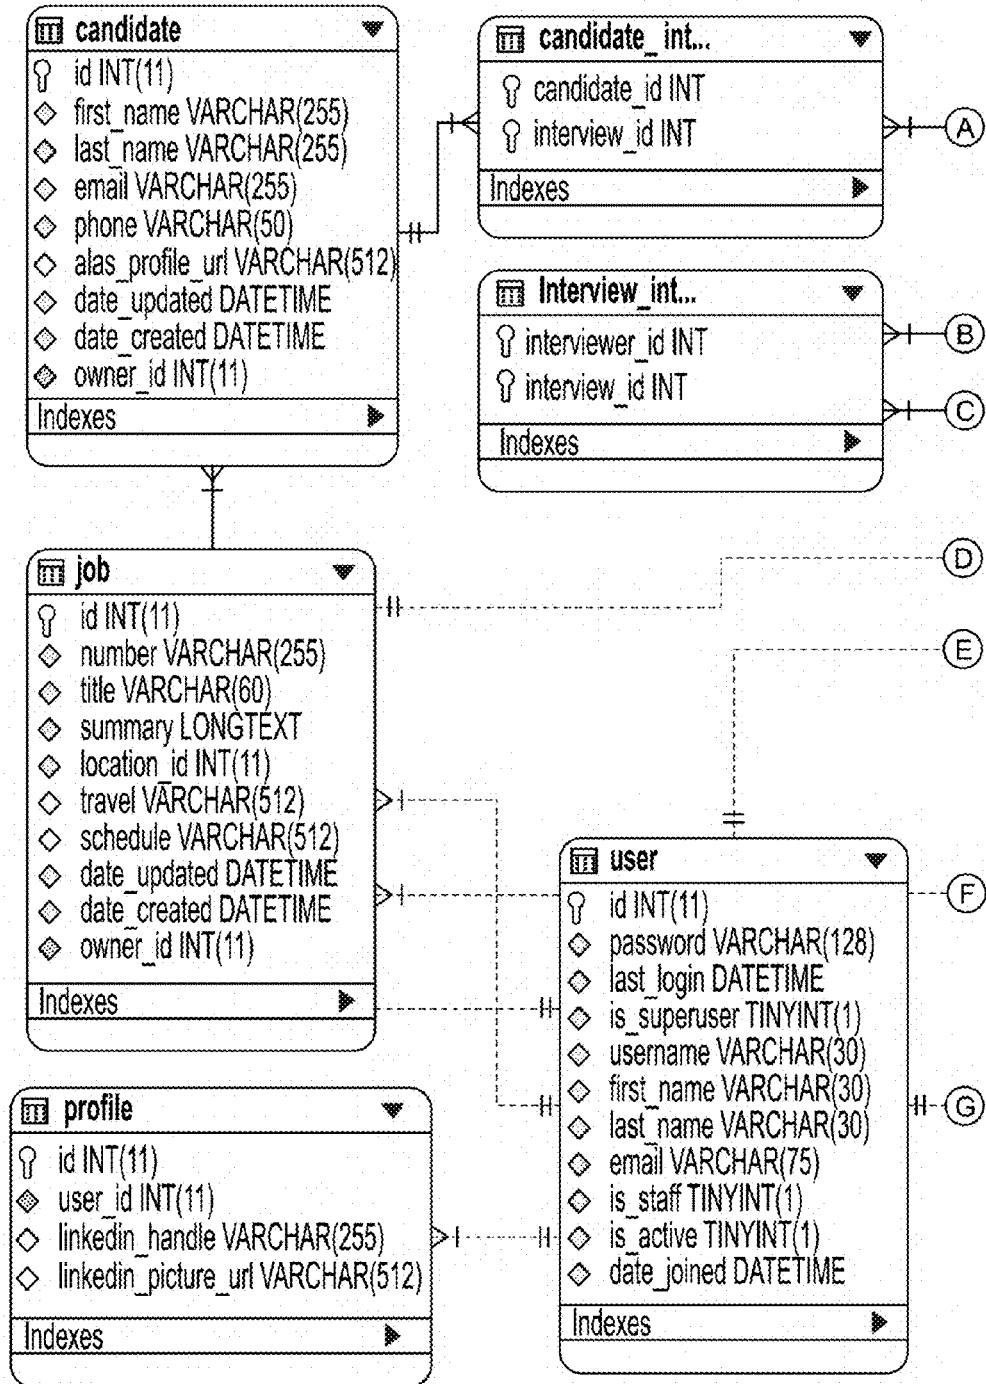 candidate
id INT(11)
first_name VARCHAR(255)
last_name VARCHAR(255)
email VARCHAR(255)
phone VARCHAR(50)
alas_profile_url VARCHAR(512)
date_updated DATETIME
date_created DATETIME
owner_id INT(11)
Indexes
candidate_int...
candidate_id INT
interview_id INT
Indexes
A
Interview_int...
interviewer_id INT
interview_id INT
Indexes
B
C
job
id INT(11)
number VARCHAR(255)
title VARCHAR(60)
summary LONGTEXT
location_id INT(11)
travel VARCHAR(512)
schedule VARCHAR(512)
date_updated DATETIME
date_created DATETIME
owner_id INT(11)
Indexes
D
E
user
id INT(11)
password VARCHAR(128)
last_login DATETIME
is_superuser TINYINT(1)
username VARCHAR(30)
first_name VARCHAR(30)
last_name VARCHAR(30)
email VARCHAR(75)
is_staff TINYINT(1)
is_active TINYINT(1)
date_joined DATETIME
Indexes
F
G
profile
id INT(11)
user_id INT(11)
linkedin_handle VARCHAR(255)
linkedin_picture_url VARCHAR(512)
Indexes